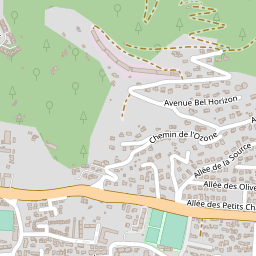 Avenue Bel Horizon
A
Chemin de l'Ozone
Allée de la Source
Allée des Olive
Allée des Petits Ch